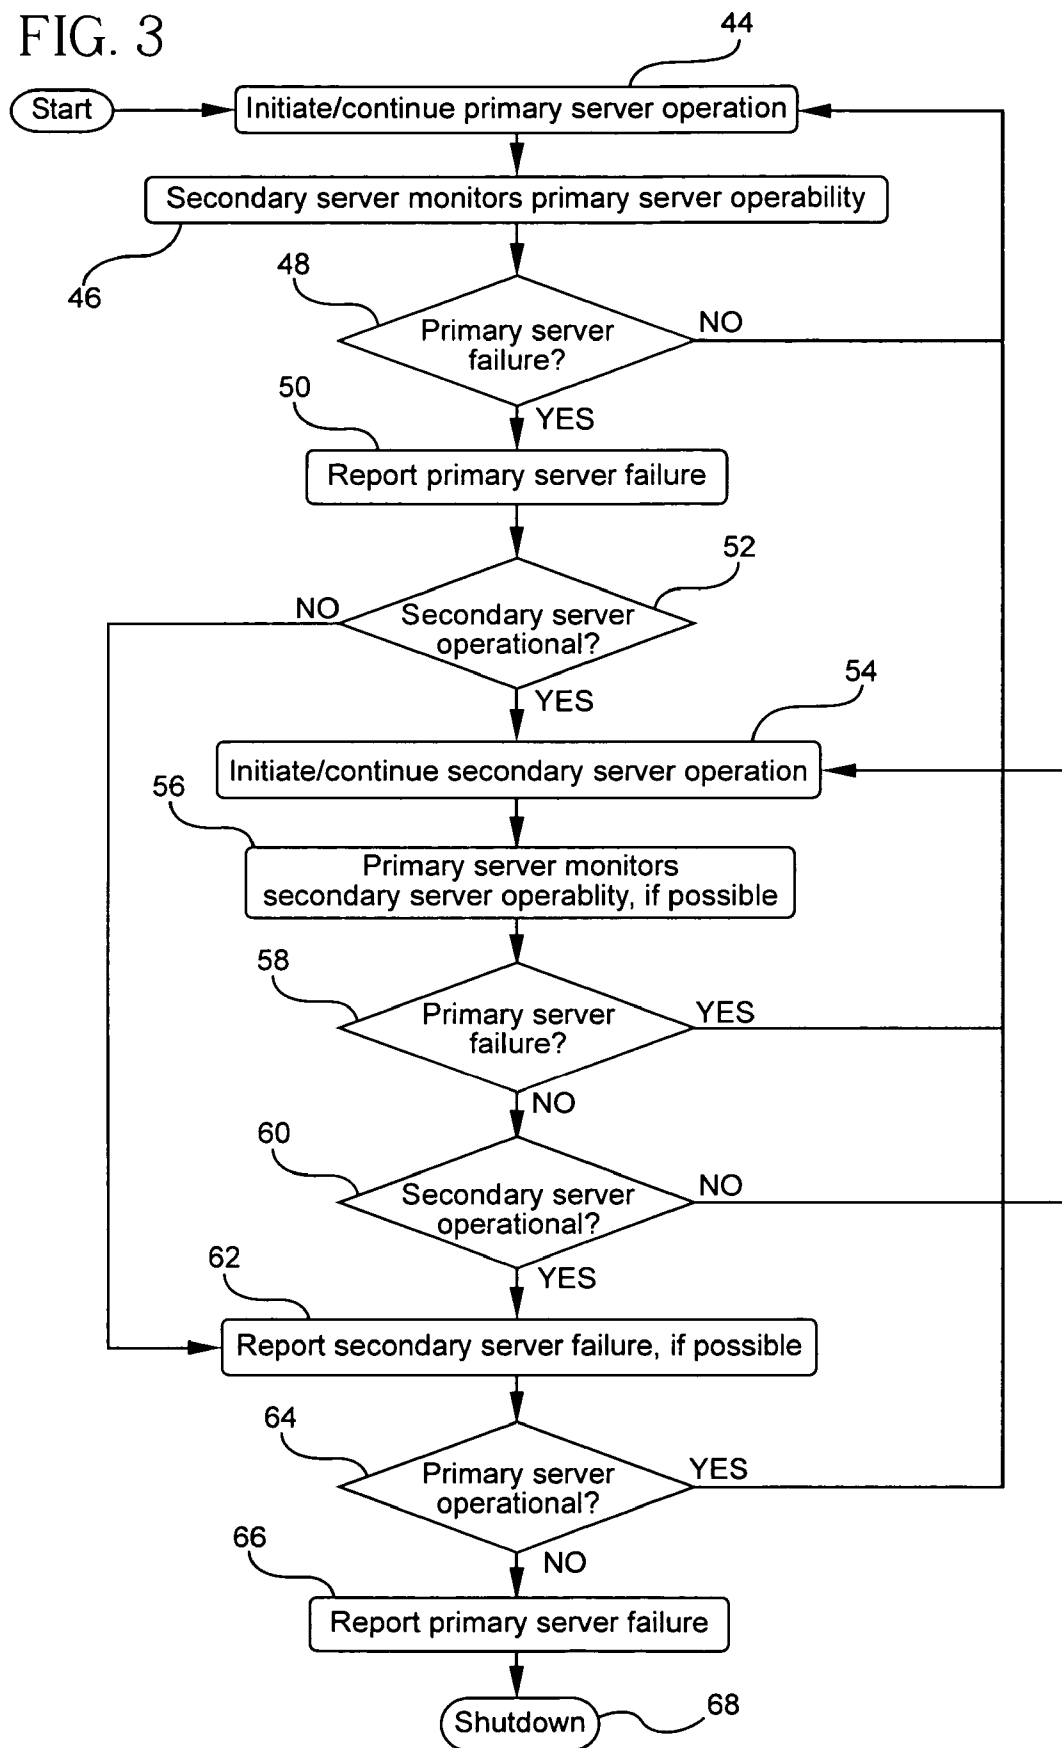 FIG. 3
44
Start
Initiate/continue primary server operation
Secondary server monitors primary server operability
46
48
Primary server
failure?
NO
YES
50
Report primary server failure
52
Secondary server
operational?
NO
YES
54
Initiate/continue secondary server operation
56
Primary server monitors
secondary server operablity, if possible
58
Primary server
failure?
YES
NO
60
Secondary server
operational?
NO
YES
62
Report secondary server failure, if possible
64
Primary server
operational?
YES
NO
66
Report primary server failure
Shutdown
68